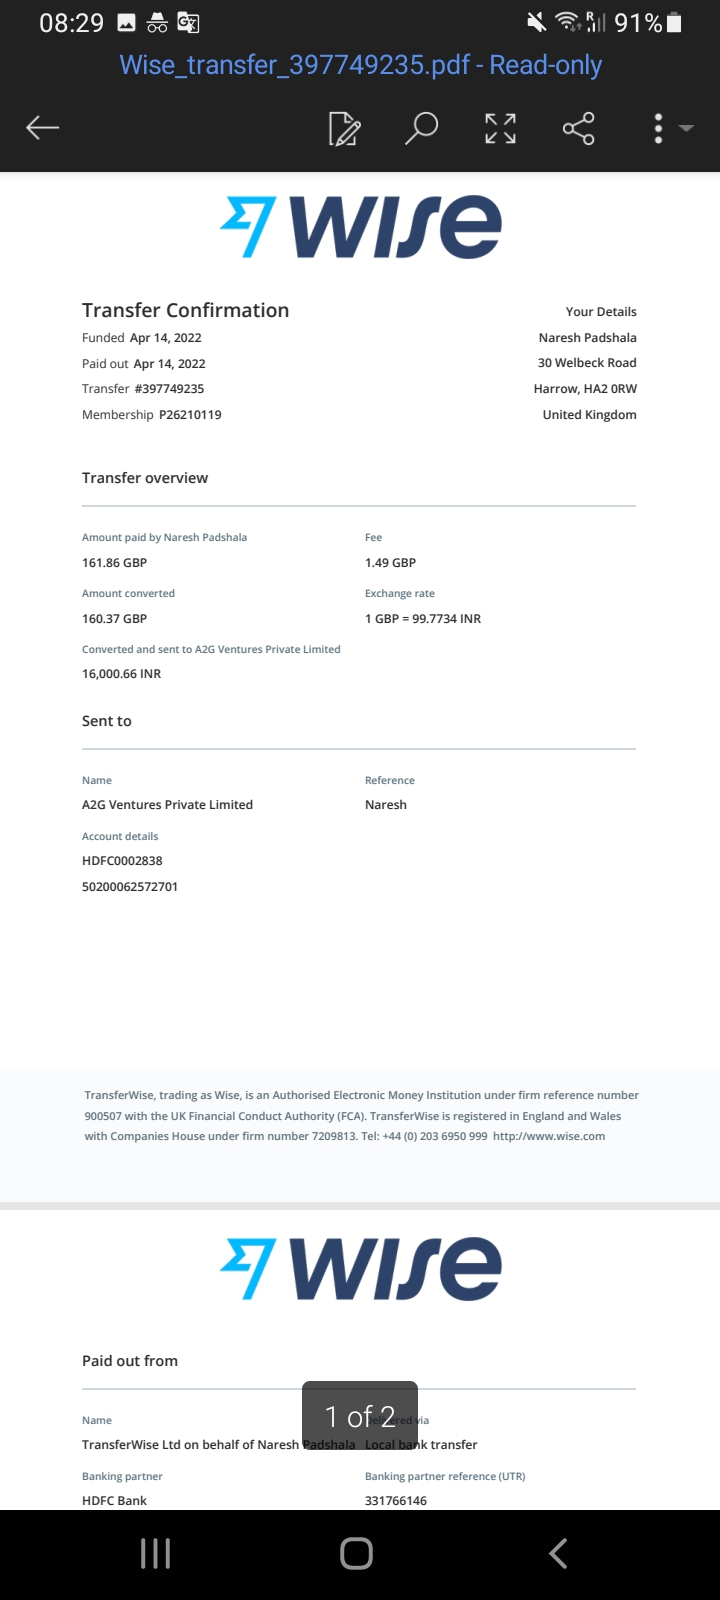 08:29
91%
Wise_transfer_397749235.pdf - Read-only
WISE
Transfer Confirmation
Funded Apr 14, 2022
Paid out Apr 14, 2022
Transfer #397749235
Membership P26210119
Your Details
Naresh Padshala
30 Welbeck Road
Harrow, HA2 0RW
United Kingdom
Transfer overview
Amount paid by Naresh Padshala
161.86 GBP
Fee
1.49 GBP
Amount converted
160.37 GBP
Exchange rate
1 GBP = 99.7734 INR
Converted and sent to A2G Ventures Private Limited
16,000.66 INR
Sent to
Name
A2G Ventures Private Limited
Reference
Naresh
Account details
HDFC0002838
50200062572701
TransferWise, trading as Wise, is an Authorised Electronic Money Institution under firm reference number
900507 with the UK Financial Conduct Authority (FCA). TransferWise is registered in England and Wales
with Companies House under firm number 7209813. Tel: +44 (0) 203 6950 999 http://www.wise.com
WISE
Paid out from
1 of 2
Name
TransferWise Ltd on behalf of Naresh Padshala
Delivered via
Local bank transfer
Banking partner
HDFC Bank
Banking partner reference (UTR)
331766146